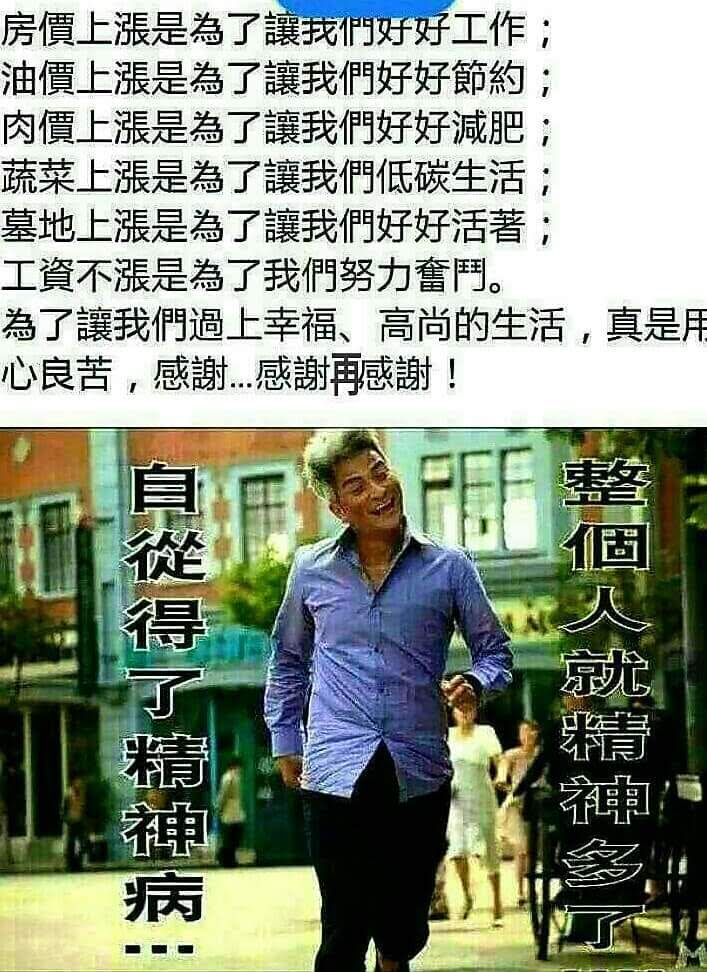 房價上漲是為了讓我們好好工作；
油價上漲是為了讓我們好好節約；
肉價上漲是為了讓我們好好減肥；
蔬菜上漲是為了讓我們低碳生活；
墓地上漲是為了讓我們好好活著；
工資不漲是為了我們努力奮鬥。
為了讓我們過上幸福、高尚的生活，真是用
心良苦，感謝...感謝再感謝！
自從得了精神病...
整個人就精神多了